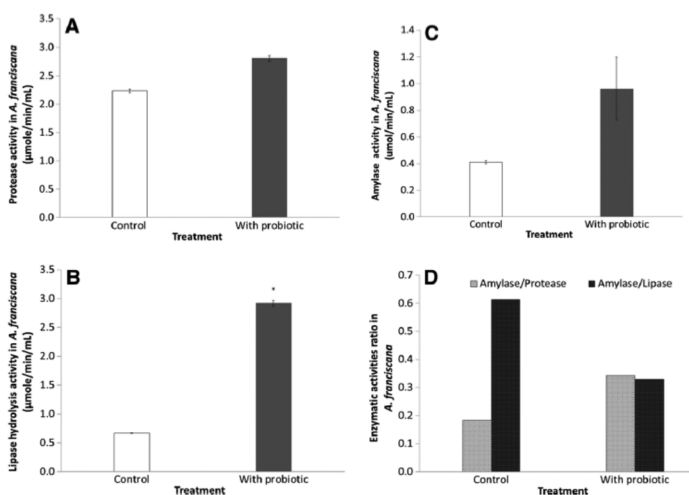 A
Protease activity in A. franciscana
(µmole/min/mL)
3.5
3.0
2.5
2.0
1.5
1.0
0.5
0.0
Control
With probiotic
Treatment
C
Amylase activity in A. franciscana
(umol/min/mL)
1.4
1.2
1.0
0.8
0.6
0.4
0.2
0.0
Control
With probiotic
Treatment
B
Lipase hydrolysis activity in A. franciscana
(µmole/min/mL)
3.5
3.0
2.5
2.0
1.5
1.0
0.5
0.0
*
Control
With probiotic
Treatment
D
Amylase/Protease
Amylase/Lipase
Enzymatic activities ratio in
A. franciscana
0.7
0.6
0.5
0.4
0.3
0.2
0.1
0.0
Control
With probiotic
Treatment